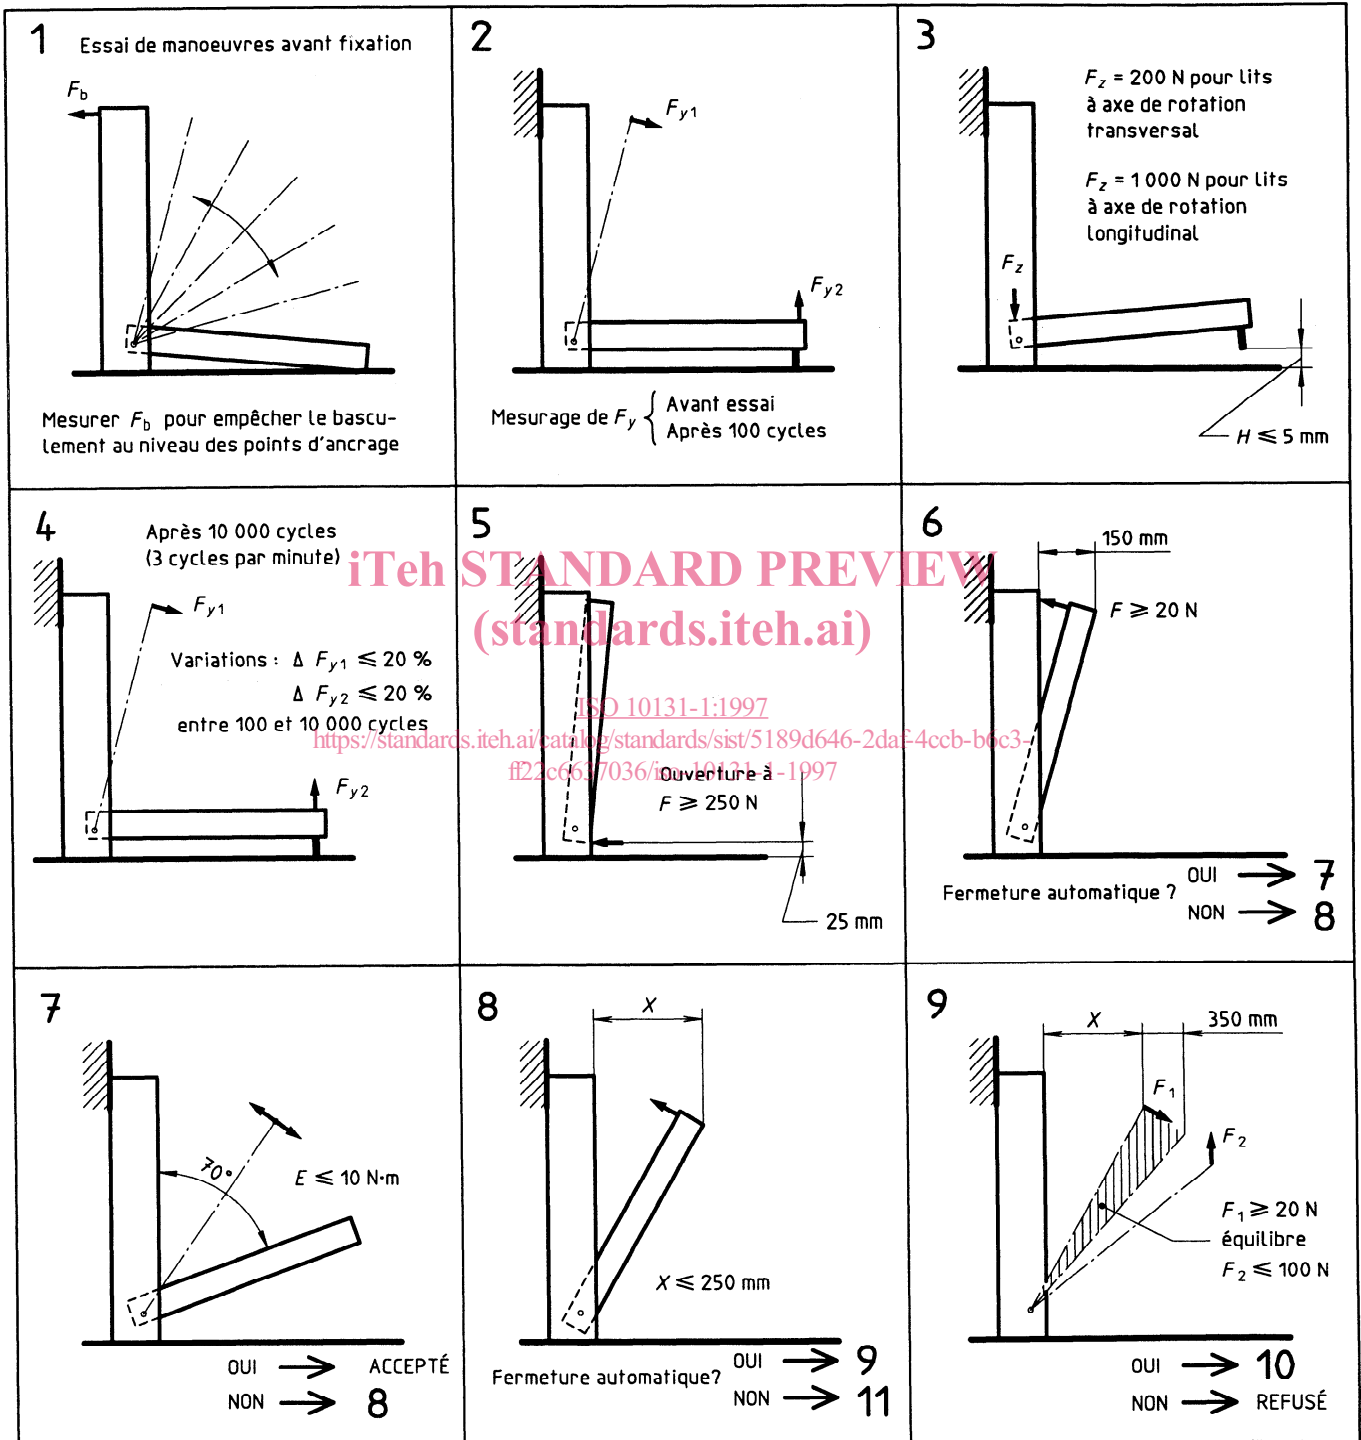 1 Essai de manoeuvres avant fixation
Fb
Mesurer Fb pour empêcher le bascu-
lement au niveau des points d'ancrage
2
Fy1
Fy2
Mesurage de Fy { Avant essai
Après 100 cycles
3
Fz = 200 N pour lits
à axe de rotation
transversal
Fz = 1 000 N pour lits
à axe de rotation
longitudinal
Fz
H ≤ 5 mm
4
Après 10 000 cycles
(3 cycles par minute)
Fy1
Variations : Δ Fy1 ≤ 20 %
Δ Fy2 ≤ 20 %
entre 100 et 10 000 cycles
Fy2
5
Ouverture à
F ≥ 250 N
25 mm
6
150 mm
F ≥ 20 N
Fermeture automatique ?
OUI → 7
NON → 8
iTeh STANDARD PREVIEW
(standards.iteh.ai)
ISO 10131-1:1997
https://standards.iteh.ai/catalog/standards/sist/5189d646-2daf-4ccb-b6c3-
ff22c6637036/iso-10131-1-1997
7
70°
E ≤ 10 N·m
OUI → ACCEPTÉ
NON → 8
8
X
X ≤ 250 mm
Fermeture automatique?
OUI → 9
NON → 11
9
X
350 mm
F1
F2
F1 ≥ 20 N
équilibre
F2 ≤ 100 N
OUI → 10
NON → REFUSÉ